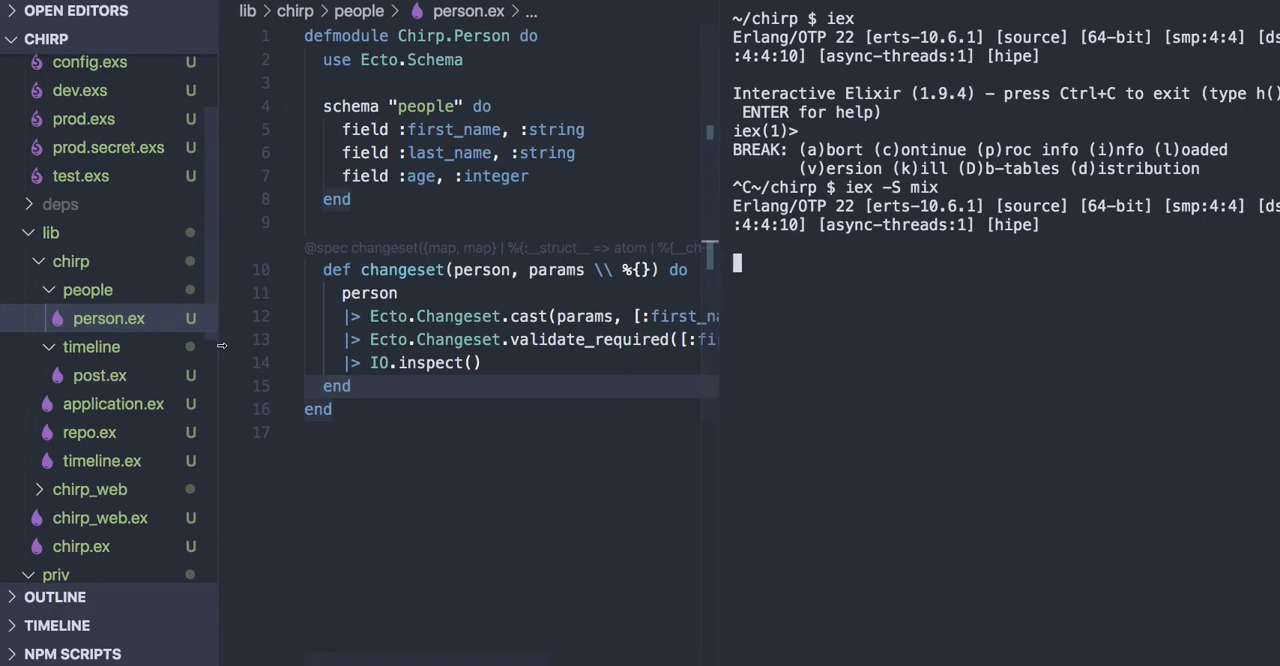 OPEN EDITORS
CHIRP
config.exs U
dev.exs U
prod.exs U
prod.secret.exs U
test.exs U
deps
lib
chirp
people
person.ex U
timeline
post.ex U
application.ex U
repo.ex U
timeline.ex U
chirp_web
chirp_web.ex U
chirp.ex U
priv
OUTLINE
TIMELINE
NPM SCRIPTS
lib > chirp > people > person.ex > ...
1 defmodule Chirp.Person do
2 use Ecto.Schema
3
4 schema "people" do
5 field :first_name, :string
6 field :last_name, :string
7 field :age, :integer
8 end
9
@spec changeset({map, map} | %{:__struct__ => atom | %{__ch
10 def changeset(person, params \\ %{}) do
11 person
12 |> Ecto.Changeset.cast(params, [:first_na
13 |> Ecto.Changeset.validate_required([:fi
14 |> IO.inspect()
15 end
16 end
17
~/chirp $ iex
Erlang/OTP 22 [erts-10.6.1] [source] [64-bit] [smp:4:4] [ds
:4:4:10] [async-threads:1] [hipe]
Interactive Elixir (1.9.4) - press Ctrl+C to exit (type h()
ENTER for help)
iex(1)>
BREAK: (a)bort (c)ontinue (p)roc info (i)nfo (l)oaded
(v)ersion (k)ill (D)b-tables (d)istribution
^C~/chirp $ iex -S mix
Erlang/OTP 22 [erts-10.6.1] [source] [64-bit] [smp:4:4] [ds
:4:4:10] [async-threads:1] [hipe]